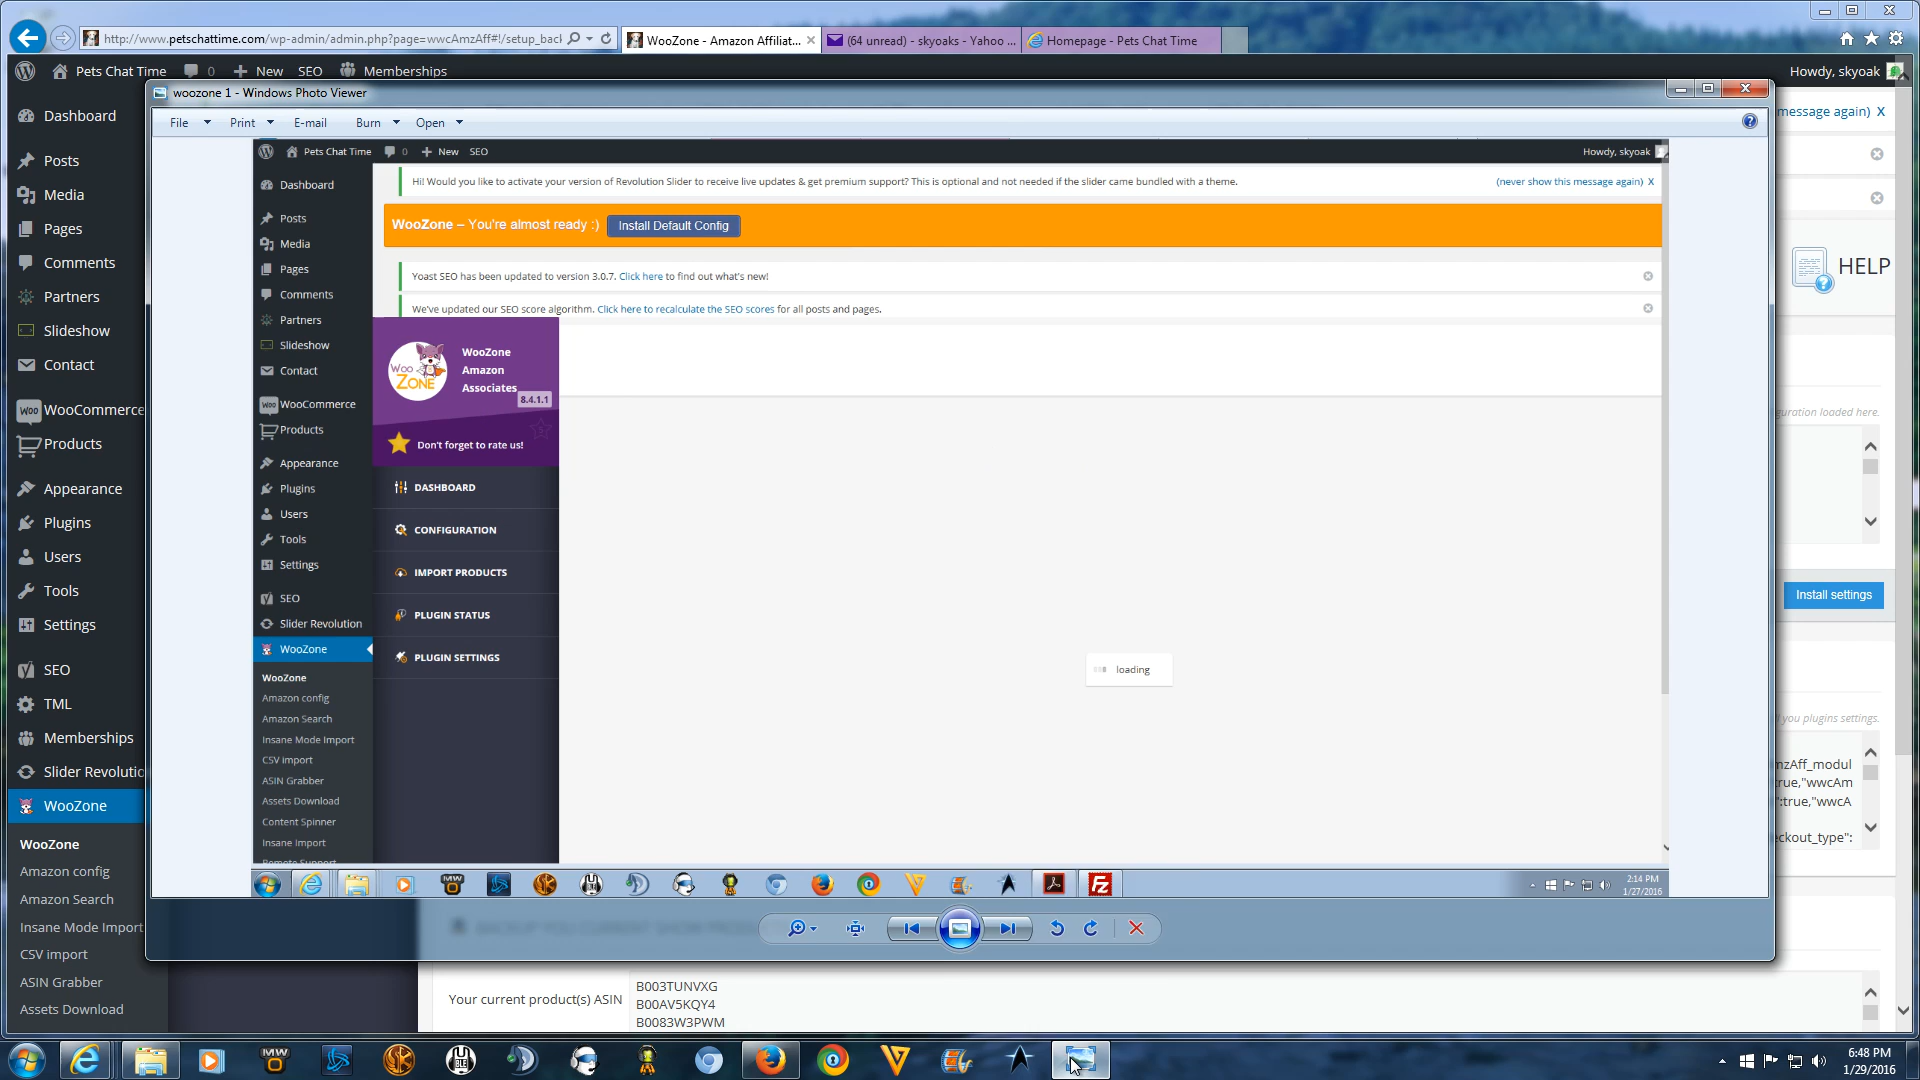 http://www.petschattime.com/wp-admin/admin.php?page=wwcAmzAff#!/setup_bacl
WooZone - Amazon Affiliat...
(64 unread) - skyoaks - Yahoo ...
Homepage - Pets Chat Time
Pets Chat Time 0 New SEO Memberships
Howdy, skyoak
woozone 1 - Windows Photo Viewer
File Print E-mail Burn Open
Dashboard
Posts
Media
Pages
Comments
Partners
Slideshow
Contact
WooCommerce
Products
Appearance
Plugins
Users
Tools
Settings
SEO
TML
Memberships
Slider Revolutio
WooZone
WooZone
Amazon config
Amazon Search
Insane Mode Import
CSV import
ASIN Grabber
Assets Download
Pets Chat Time 0 New SEO
Howdy, skyoak
Dashboard
Posts
Media
Pages
Comments
Partners
Slideshow
Contact
WooCommerce
Products
Appearance
Plugins
Users
Tools
Settings
SEO
Slider Revolution
WooZone
WooZone
Amazon config
Amazon Search
Insane Mode Import
CSV import
ASIN Grabber
Assets Download
Content Spinner
Insane Import
Remote Support
Hi! Would you like to activate your version of Revolution Slider to receive live updates & get premium support? This is optional and not needed if the slider came bundled with a theme.
(never show this message again) X
WooZone – You're almost ready :) Install Default Config
Yoast SEO has been updated to version 3.0.7. Click here to find out what's new!
We've updated our SEO score algorithm. Click here to recalculate the SEO scores for all posts and pages.
Woo
ZONE
WooZone
Amazon
Associates
8.4.1.1
Don't forget to rate us!
DASHBOARD
CONFIGURATION
IMPORT PRODUCTS
PLUGIN STATUS
PLUGIN SETTINGS
loading
2:14 PM
1/27/2016
message again) X
HELP
guration loaded here.
Install settings
l you plugins settings.
mzAff_modul
true,"wwcAm
":true,"wwcA
eckout_type":
Your current product(s) ASIN
B003TUNVXG
B00AV5KQY4
B0083W3PWM
6:48 PM
1/29/2016